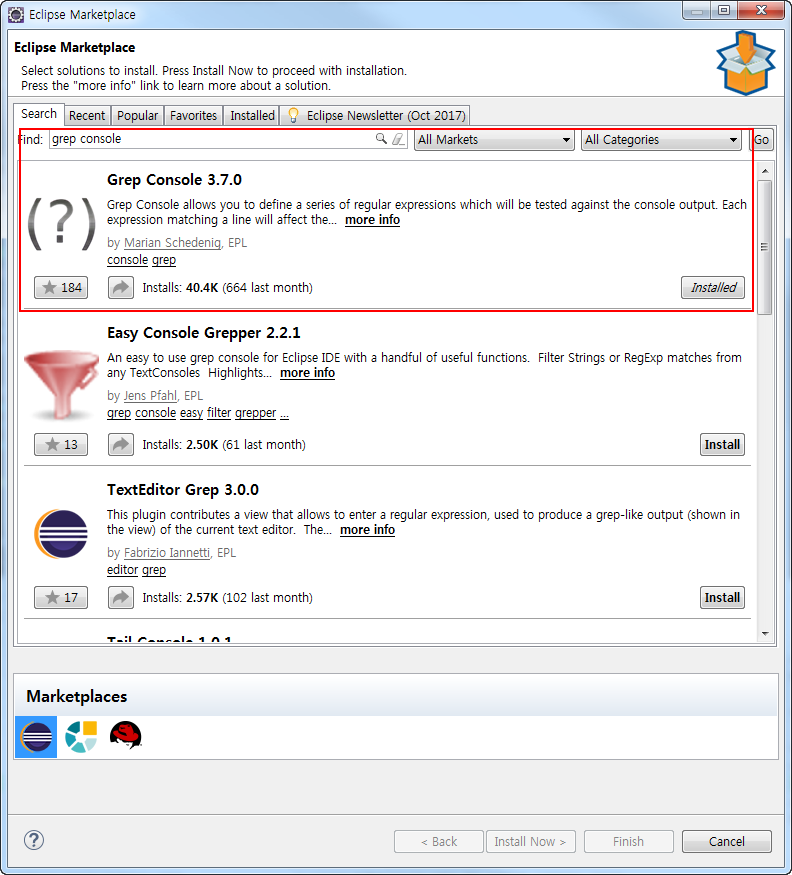 Eclipse Marketplace
Eclipse Marketplace
Select solutions to install. Press Install Now to proceed with installation.
Press the "more info" link to learn more about a solution.
Search Recent Popular Favorites Installed Eclipse Newsletter (Oct 2017)
Find: grep console All Markets All Categories Go
Grep Console 3.7.0
(?)
Grep Console allows you to define a series of regular expressions which will be tested against the console output. Each
expression matching a line will affect the... more info
by Marian Schedenig, EPL
console grep
184 Installs: 40.4K (664 last month) Installed
Easy Console Grepper 2.2.1
An easy to use grep console for Eclipse IDE with a handful of useful functions. Filter Strings or RegExp matches from
any TextConsoles Highlights... more info
by Jens Pfahl, EPL
grep console easy filter grepper ...
13 Installs: 2.50K (61 last month) Install
TextEditor Grep 3.0.0
This plugin contributes a view that allows to enter a regular expression, used to produce a grep-like output (shown in
the view) of the current text editor. The... more info
by Fabrizio Iannetti, EPL
editor grep
17 Installs: 2.57K (102 last month) Install
Tail Console 1.0.1
Marketplaces
? < Back Install Now > Finish Cancel